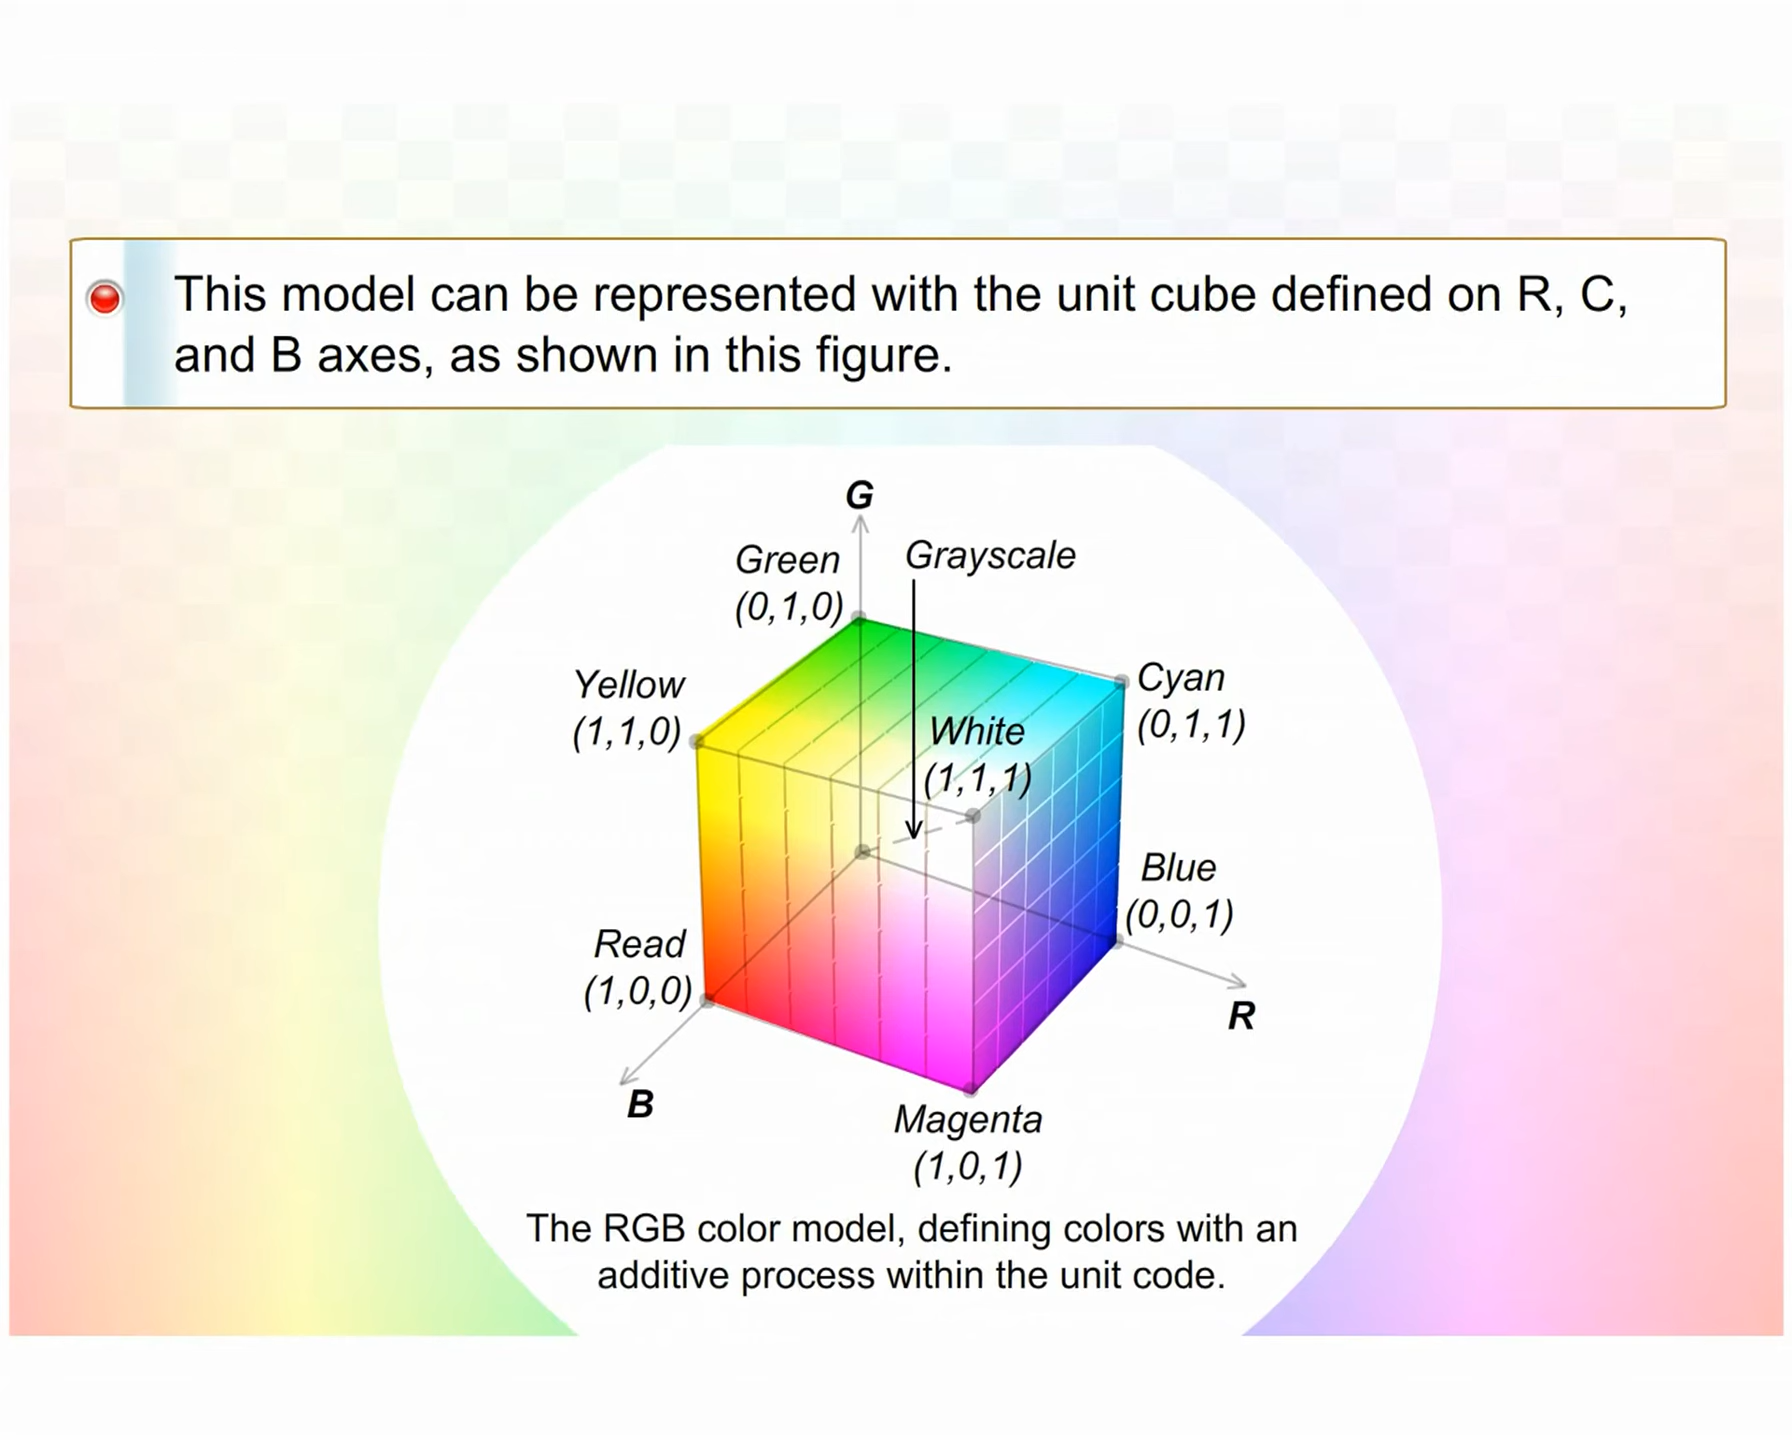 This model can be represented with the unit cube defined on R, C,
and B axes, as shown in this figure.
G
Green
(0,1,0)
Grayscale
Yellow
(1,1,0)
Cyan
(0,1,1)
White
(1,1,1)
Blue
(0,0,1)
Read
(1,0,0)
R
B
Magenta
(1,0,1)
The RGB color model, defining colors with an
additive process within the unit code.